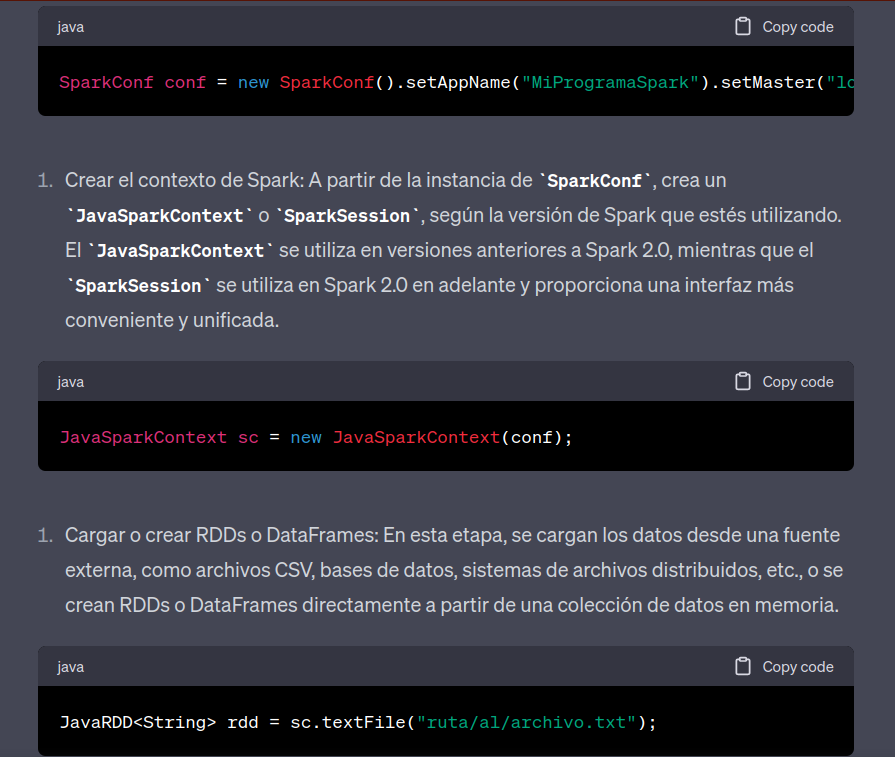 java Copy code
SparkConf conf = new SparkConf().setAppName("MiProgramaSpark").setMaster("lo
1. Crear el contexto de Spark: A partir de la instancia de `SparkConf`, crea un
`JavaSparkContext` o `SparkSession`, según la versión de Spark que estés utilizando.
El `JavaSparkContext` se utiliza en versiones anteriores a Spark 2.0, mientras que el
`SparkSession` se utiliza en Spark 2.0 en adelante y proporciona una interfaz más
conveniente y unificada.
java Copy code
JavaSparkContext sc = new JavaSparkContext(conf);
1. Cargar o crear RDDs o DataFrames: En esta etapa, se cargan los datos desde una fuente
externa, como archivos CSV, bases de datos, sistemas de archivos distribuidos, etc., o se
crean RDDs o DataFrames directamente a partir de una colección de datos en memoria.
java Copy code
JavaRDD<String> rdd = sc.textFile("ruta/al/archivo.txt");